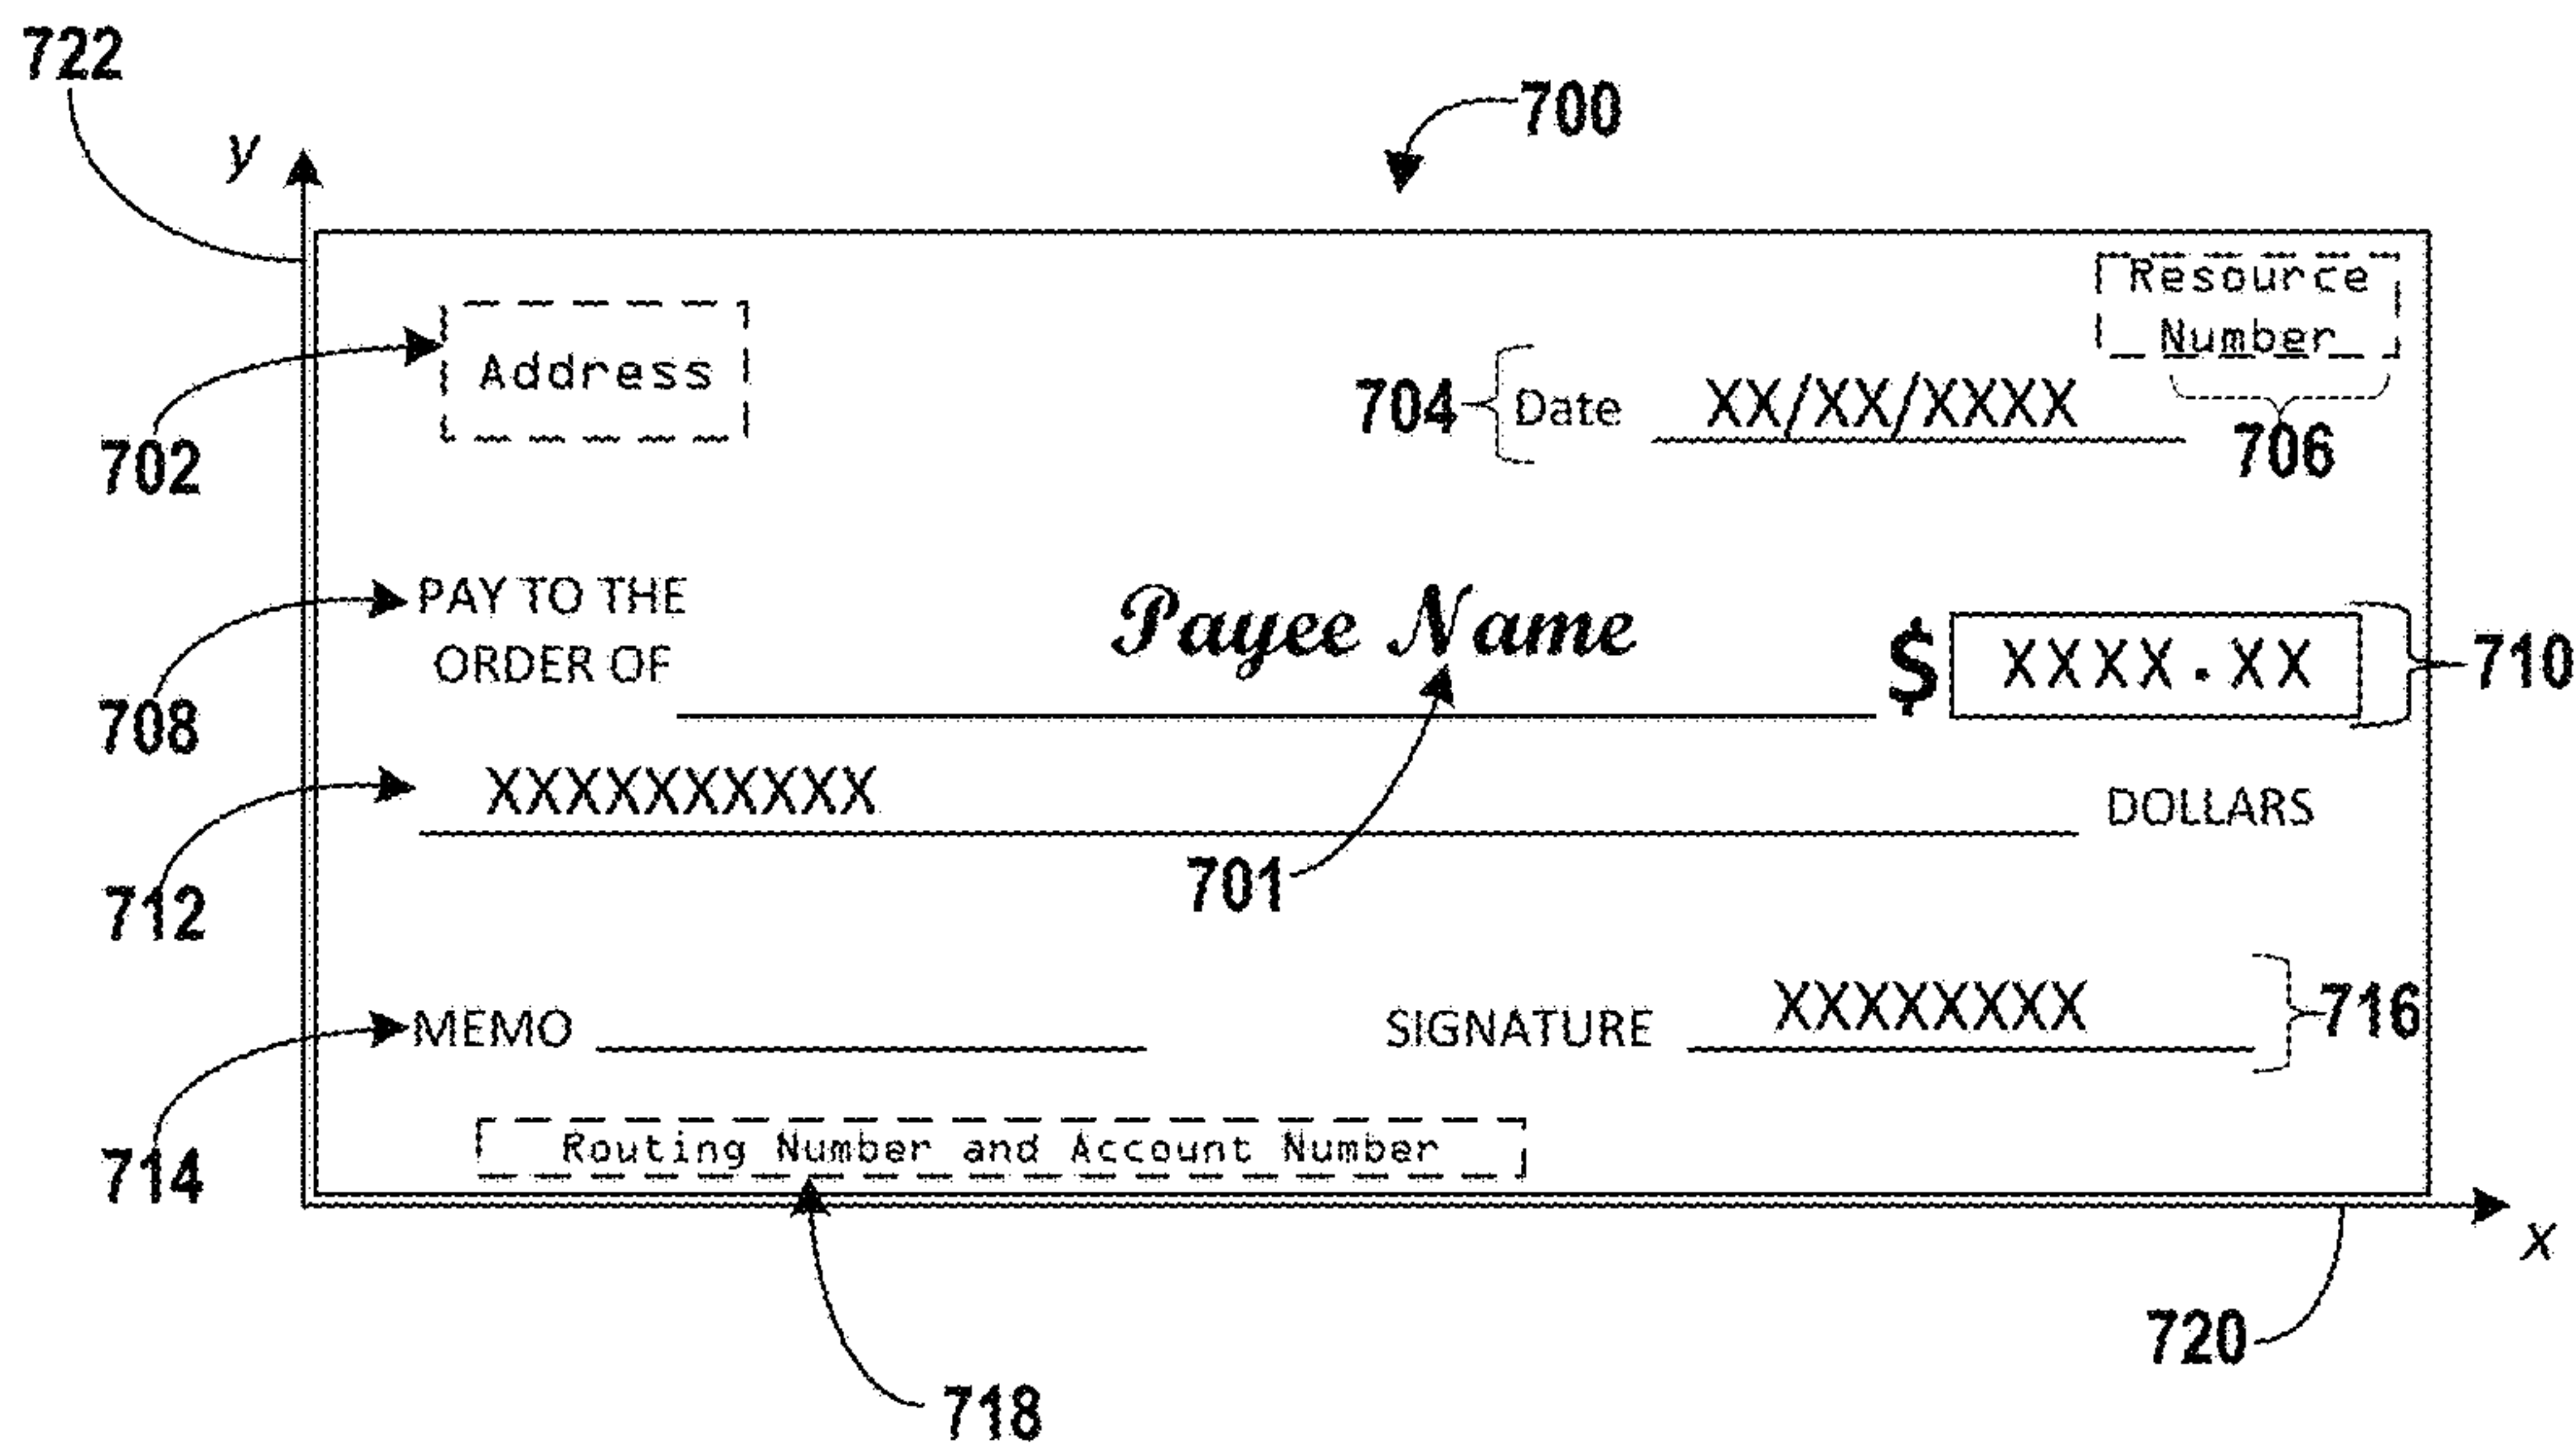 722
700
y
Resource
Number
Address
704
Date XX/XX/XXXX
706
702
PAY TO THE
ORDER OF
Payee Name
$ XXXX.XX
710
708
XXXXXXXXXX
DOLLARS
701
712
MEMO
SIGNATURE XXXXXXXX
716
Routing Number and Account Number
714
x
720
718